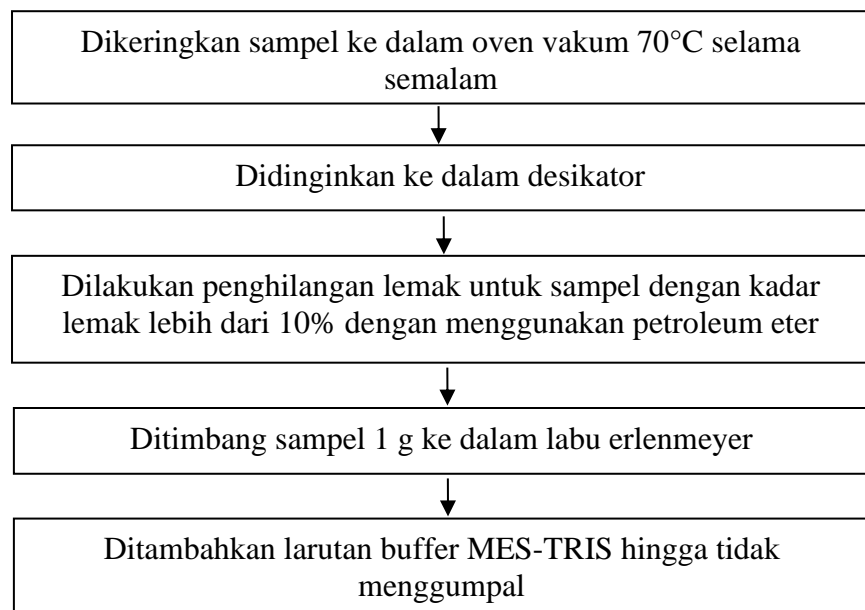 Dikeringkan sampel ke dalam oven vakum 70°C selama
semalam
Didinginkan ke dalam desikator
Dilakukan penghilangan lemak untuk sampel dengan kadar
lemak lebih dari 10% dengan menggunakan petroleum eter
Ditimbang sampel 1 g ke dalam labu erlenmeyer
Ditambahkan larutan buffer MES-TRIS hingga tidak
menggumpal